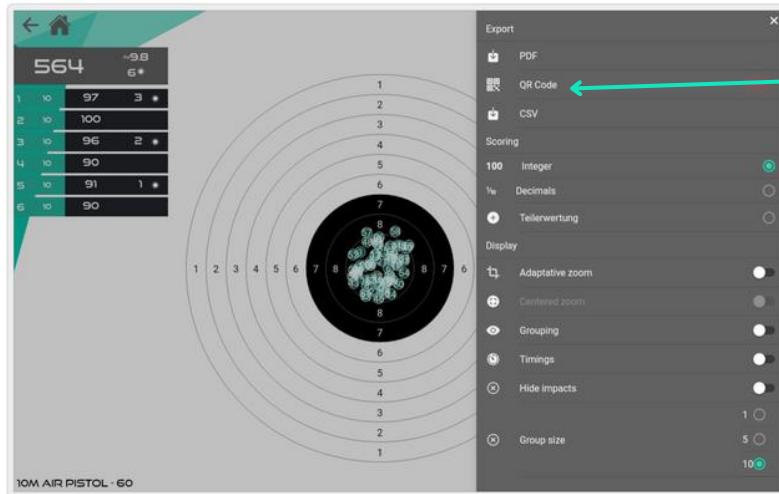 564
~9.8
6*
1 10 97 3 *
2 10 100
3 10 96 2 *
4 10 90
5 10 91 1 *
6 10 90
1
2
3
4
5
6
7
8
1 2 3 4 5 6 7 8
8 7 6
8
7
6
5
4
3
2
1
10M AIR PISTOL - 60
×
Export
PDF
QR Code
CSV
Scoring
100 Integer
⅒ Decimals
Teilerwertung
Display
Adaptative zoom
Centered zoom
Grouping
Timings
Hide impacts
1
Group size 5
10